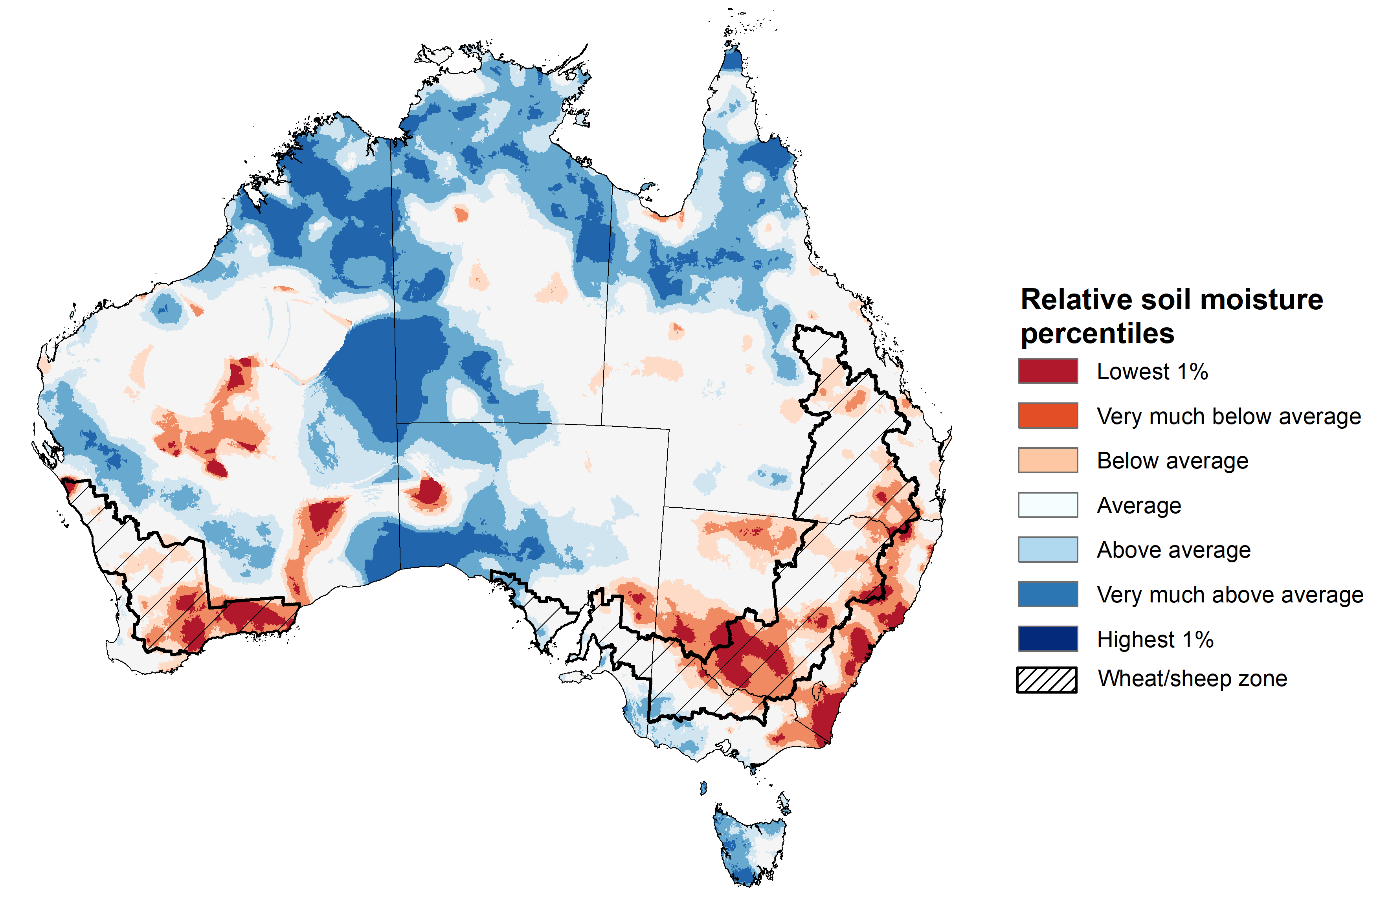 Relative soil moisture
percentiles
Lowest 1%
Very much below average
Below average
Average
Above average
Very much above average
Highest 1%
Wheat/sheep zone